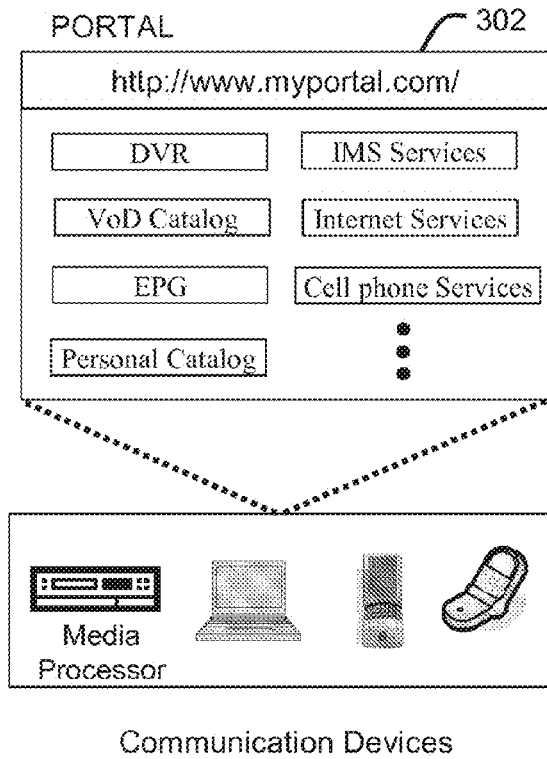 PORTAL
302
http://www.myportal.com/
DVR
IMS Services
VoD Catalog
Internet Services
EPG
Cell phone Services
Personal Catalog
Media
Processor
Communication Devices